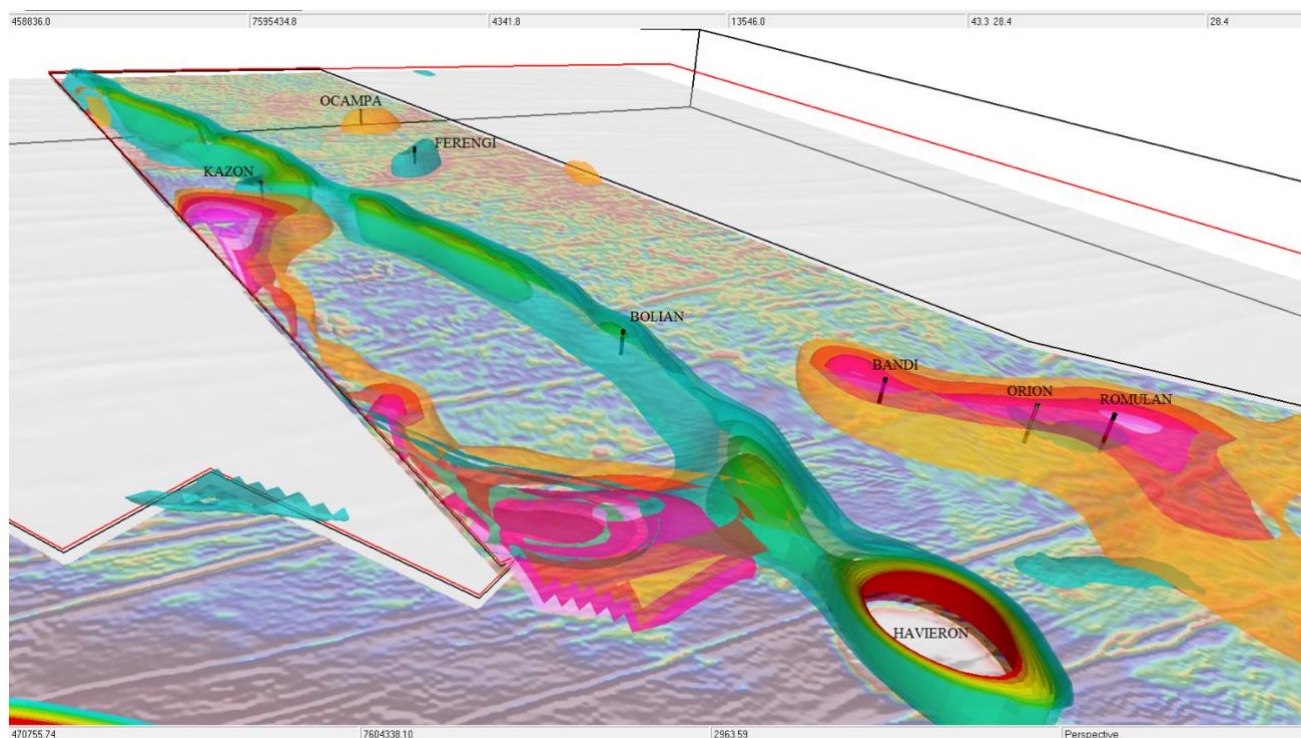 458836.0 7595434.8 4341.8 13546.0 43.3 28.4 28.4
OCAMPA
FERENGI
KAZON
BOLIAN
BANDI
ORION
ROMULAN
HAVIERON
470755.74 7604338.10 2963.59 Perspective